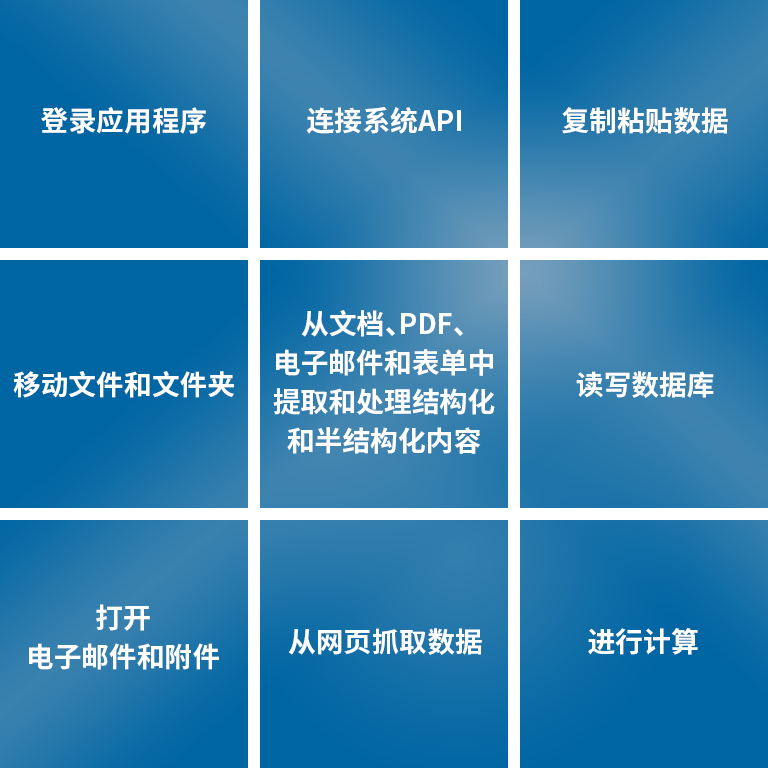 登录应用程序
连接系统API
复制粘贴数据
移动文件和文件夹
从文档、PDF、
电子邮件和表单中
提取和处理结构化
和半结构化内容
读写数据库
打开
电子邮件和附件
从网页抓取数据
进行计算